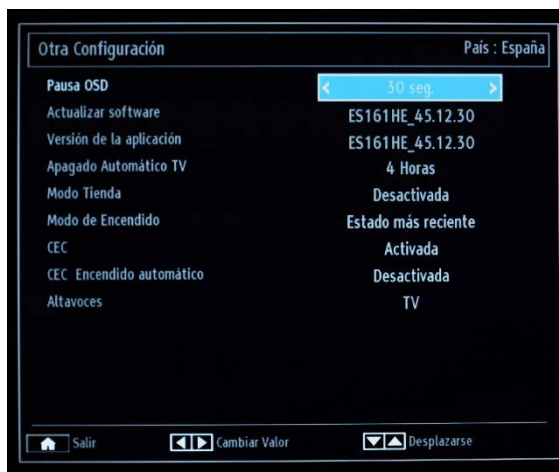 Otra Configuración País : España
Pausa OSD 30 seg.
Actualizar software ES161HE_45.12.30
Versión de la aplicación ES161HE_45.12.30
Apagado Automático TV 4 Horas
Modo Tienda Desactivada
Modo de Encendido Estado más reciente
CEC Activada
CEC Encendido automático Desactivada
Altavoces TV
Salir Cambiar Valor Desplazarse